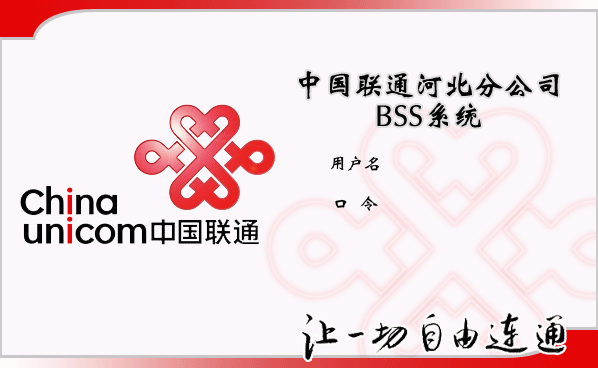 中国联通河北分公司
BSS系统
用户名
口 令
China
unicom中国联通
让一切自由连通